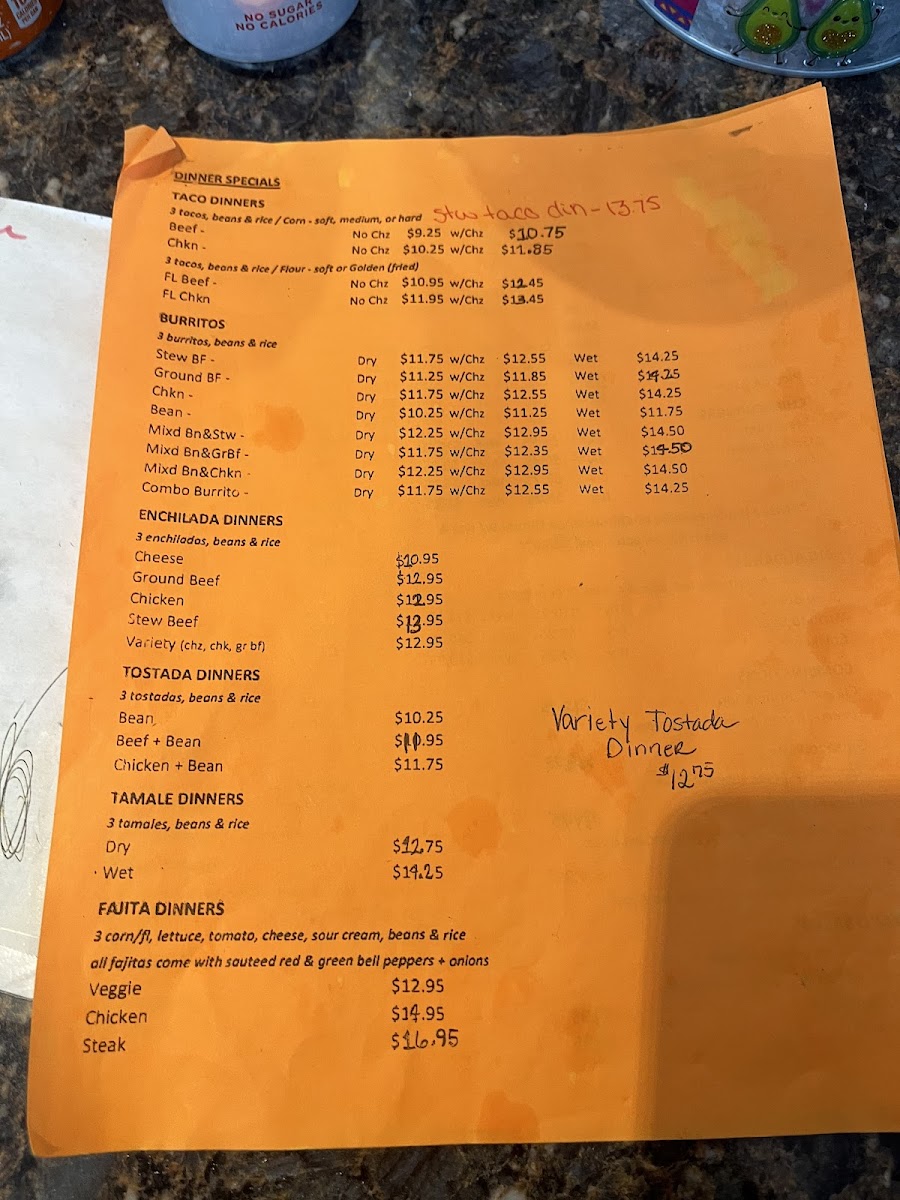 NO SUGAR
NO CALORIES
DINNER SPECIALS
TACO DINNERS
3 tacos, beans & rice / Corn - soft, medium, or hard stw taco din - 13.75
Beef - No Chz $9.25 w/Chz $10.75
Chkn - No Chz $10.25 w/Chz $11.85
3 tacos, beans & rice / Flour - soft or Golden (fried)
FL Beef - No Chz $10.95 w/Chz $12.45
FL Chkn No Chz $11.95 w/Chz $13.45
BURRITOS
3 burritos, beans & rice
Stew BF - Dry $11.75 w/Chz $12.55 Wet $14.25
Ground BF - Dry $11.25 w/Chz $11.85 Wet $14.25
Chkn - Dry $11.75 w/Chz $12.55 Wet $14.25
Bean - Dry $10.25 w/Chz $11.25 Wet $11.75
Mixd Bn&Stw - Dry $12.25 w/Chz $12.95 Wet $14.50
Mixd Bn&GrBf - Dry $11.75 w/Chz $12.35 Wet $14.50
Mixd Bn&Chkn - Dry $12.25 w/Chz $12.95 Wet $14.50
Combo Burrito - Dry $11.75 w/Chz $12.55 Wet $14.25
ENCHILADA DINNERS
3 enchiladas, beans & rice
Cheese $10.95
Ground Beef $12.95
Chicken $12.95
Stew Beef $13.95
Variety (chz, chk, gr bf) $12.95
TOSTADA DINNERS
3 tostadas, beans & rice
Bean $10.25
Beef + Bean $11.95
Chicken + Bean $11.75
Variety Tostada
Dinner
$12.75
TAMALE DINNERS
3 tamales, beans & rice
Dry $12.75
Wet $14.25
FAJITA DINNERS
3 corn/fl, lettuce, tomato, cheese, sour cream, beans & rice
all fajitas come with sauteed red & green bell peppers + onions
Veggie $12.95
Chicken $14.95
Steak $16.95